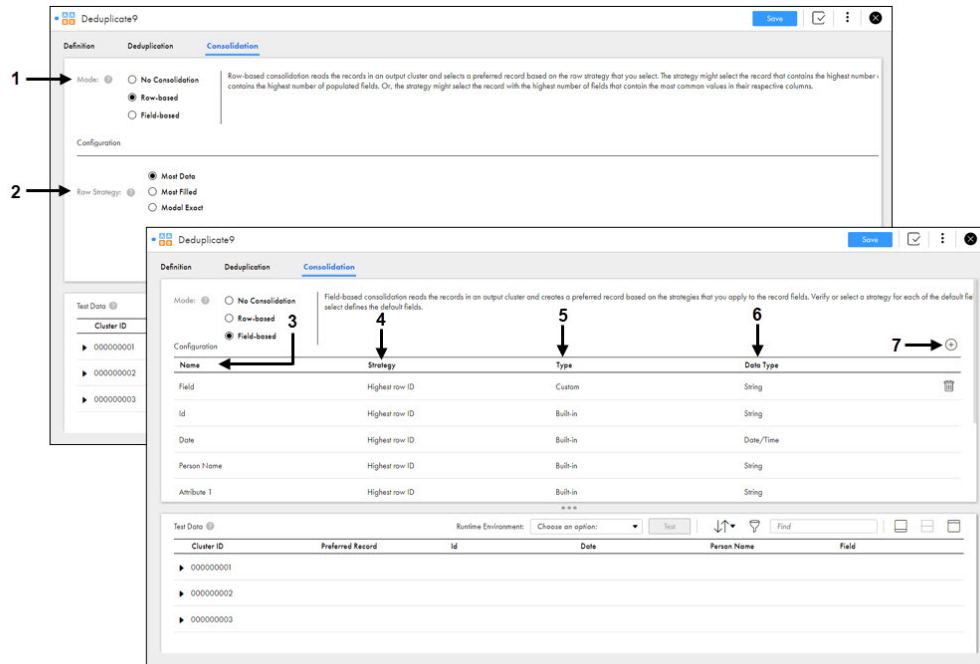 Deduplicate9
Save
Definition Deduplication Consolidation
1
Mode: No Consolidation
Row-based
Field-based
Row-based consolidation reads the records in an output cluster and selects a preferred record based on the row strategy that you select. The strategy might select the record that contains the highest number
contains the highest number of populated fields. Or, the strategy might select the record with the highest number of fields that contain the most common values in their respective columns.
Configuration
2
Row Strategy: Most Data
Most Filled
Modal Exact
Test Data
Cluster ID
000000001
000000002
000000003
Deduplicate9
Save
Definition Deduplication Consolidation
Mode: No Consolidation
Row-based
Field-based
Field-based consolidation reads the records in an output cluster and creates a preferred record based on the strategies that you apply to the record fields. Verify or select a strategy for each of the default
select defines the default fields.
3 4 5 6 7
Configuration
Name Strategy Type Data Type
Field Highest row ID Custom String
Id Highest row ID Built-in String
Date Highest row ID Built-in Date/Time
Person Name Highest row ID Built-in String
Attribute 1 Highest row ID Built-in String
Test Data Runtime Environment: Choose an option: Test Find
Cluster ID Preferred Record Id Date Person Name Field
000000001
000000002
000000003